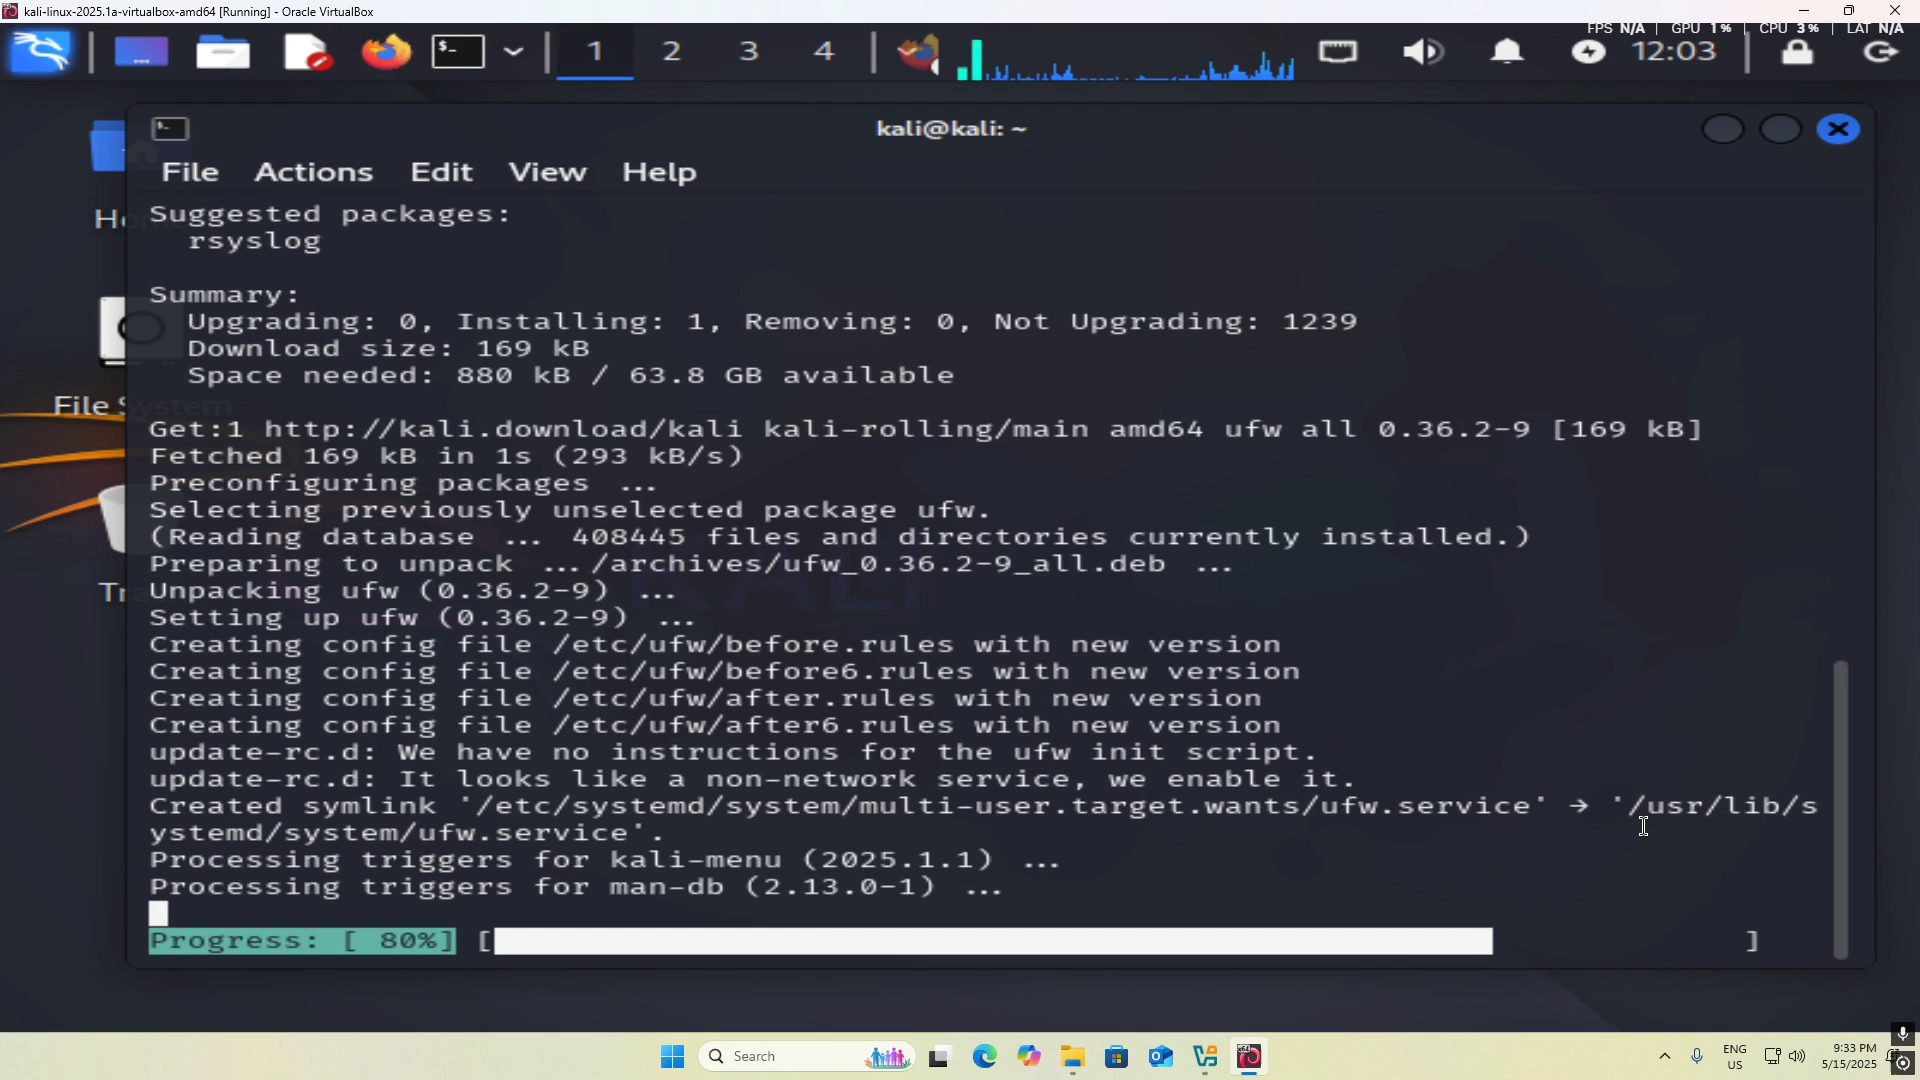 kali-linux-2025.1a-virtualbox-amd64 [Running] - Oracle VirtualBox
FPS N/A | GPU 1% | CPU 3% | LAT N/A
1 2 3 4
12:03
kali@kali: ~
File Actions Edit View Help
Suggested packages:
rsyslog
Summary:
Upgrading: 0, Installing: 1, Removing: 0, Not Upgrading: 1239
Download size: 169 kB
Space needed: 880 kB / 63.8 GB available
File System
Get:1 http://kali.download/kali kali-rolling/main amd64 ufw all 0.36.2-9 [169 kB]
Fetched 169 kB in 1s (293 kB/s)
Preconfiguring packages ...
Selecting previously unselected package ufw.
(Reading database ... 408445 files and directories currently installed.)
Preparing to unpack .../archives/ufw_0.36.2-9_all.deb ...
Unpacking ufw (0.36.2-9) ...
Setting up ufw (0.36.2-9) ...
Creating config file /etc/ufw/before.rules with new version
Creating config file /etc/ufw/before6.rules with new version
Creating config file /etc/ufw/after.rules with new version
Creating config file /etc/ufw/after6.rules with new version
update-rc.d: We have no instructions for the ufw init script.
update-rc.d: It looks like a non-network service, we enable it.
Created symlink '/etc/systemd/system/multi-user.target.wants/ufw.service' → '/usr/lib/s
ystemd/system/ufw.service'.
Processing triggers for kali-menu (2025.1.1) ...
Processing triggers for man-db (2.13.0-1) ...
Progress: [ 80%] [ ]
Search
ENG
US
9:33 PM
5/15/2025